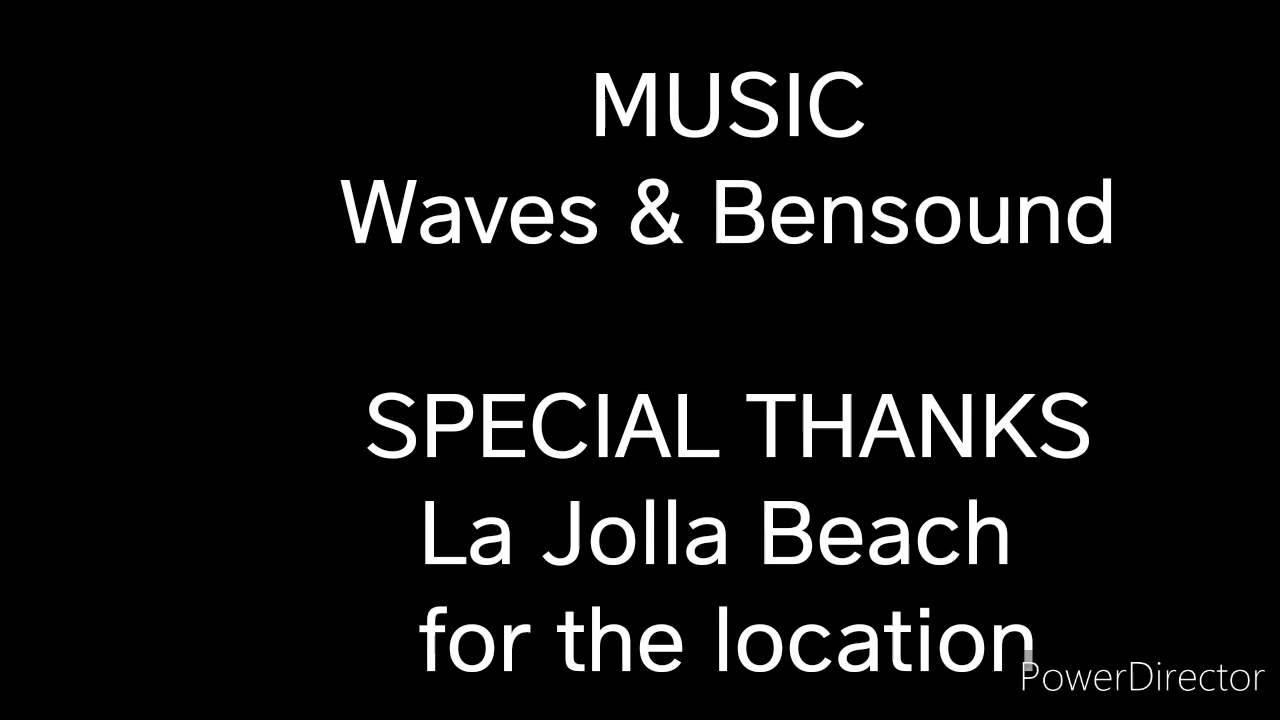 MUSIC
Waves & Bensound
SPECIAL THANKS
La Jolla Beach
for the location
PowerDirector